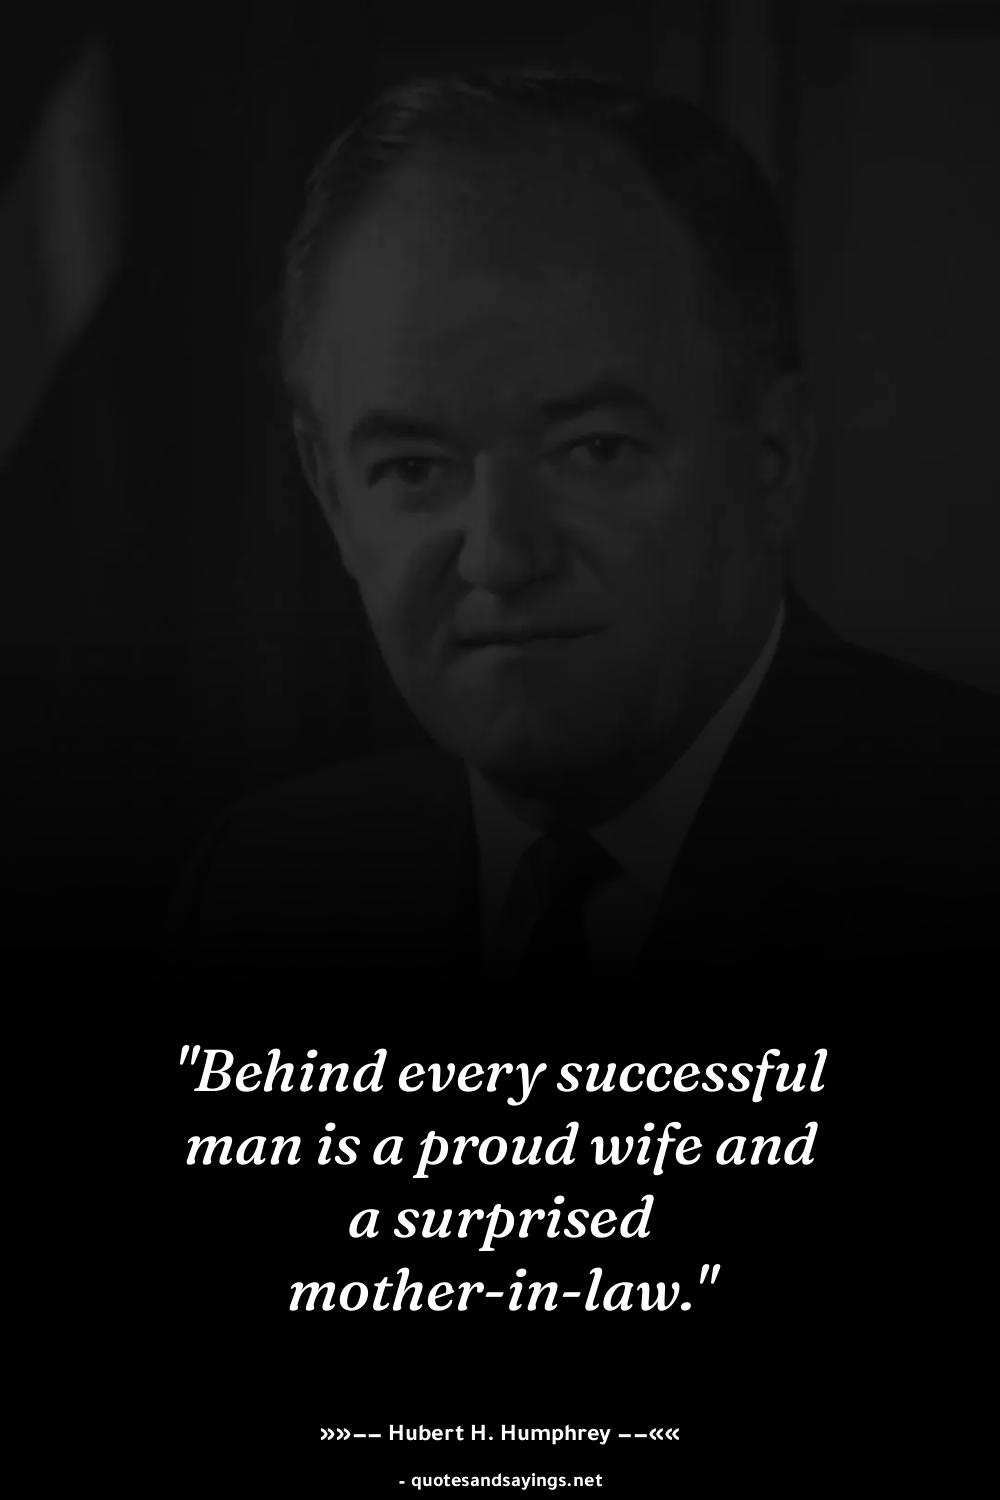 "Behind every successful
man is a proud wife and
a surprised
mother-in-law."
»»–– Hubert H. Humphrey ––««
- quotesandsayings.net